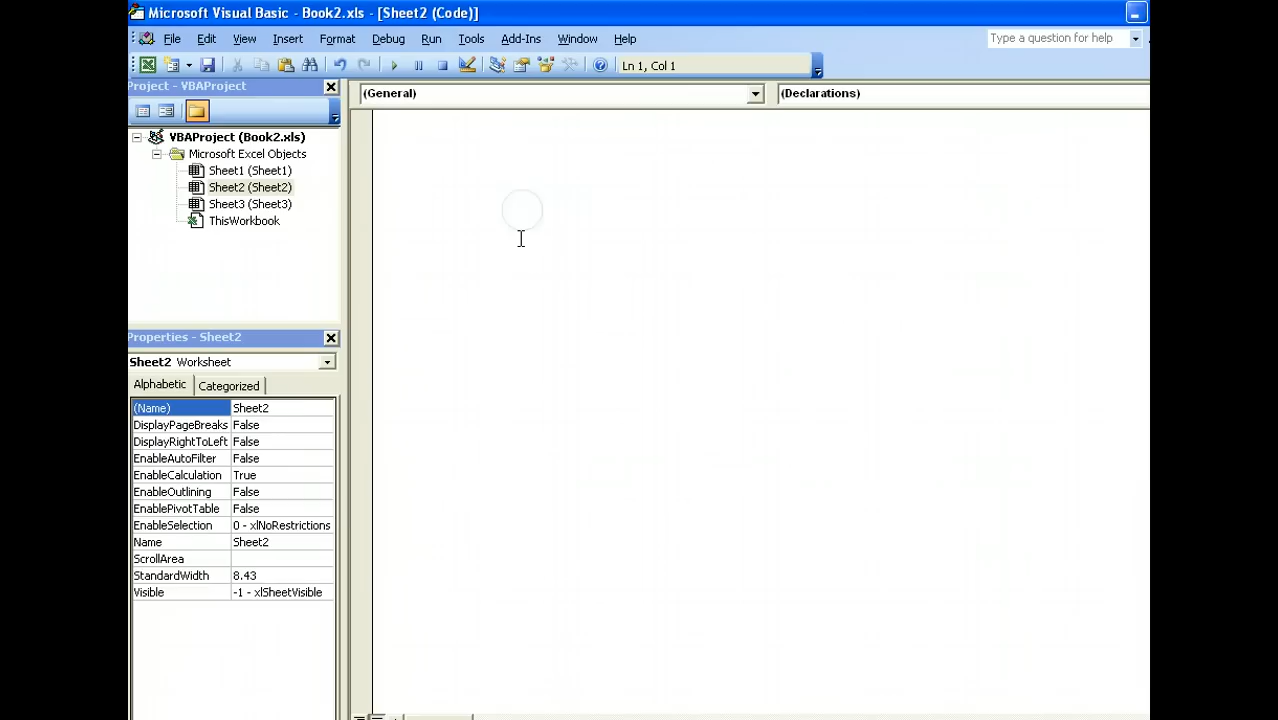 Microsoft Visual Basic - Book2.xls - [Sheet2 (Code)]
File Edit View Insert Format Debug Run Tools Add-Ins Window Help
Type a question for help
Ln 1, Col 1
Project - VBAProject
(General)
(Declarations)
VBAProject (Book2.xls)
Microsoft Excel Objects
Sheet1 (Sheet1)
Sheet2 (Sheet2)
Sheet3 (Sheet3)
ThisWorkbook
Properties - Sheet2
Sheet2 Worksheet
Alphabetic Categorized
(Name) Sheet2
DisplayPageBreaks False
DisplayRightToLeft False
EnableAutoFilter False
EnableCalculation True
EnableOutlining False
EnablePivotTable False
EnableSelection 0 - xlNoRestrictions
Name Sheet2
ScrollArea
StandardWidth 8.43
Visible -1 - xlSheetVisible